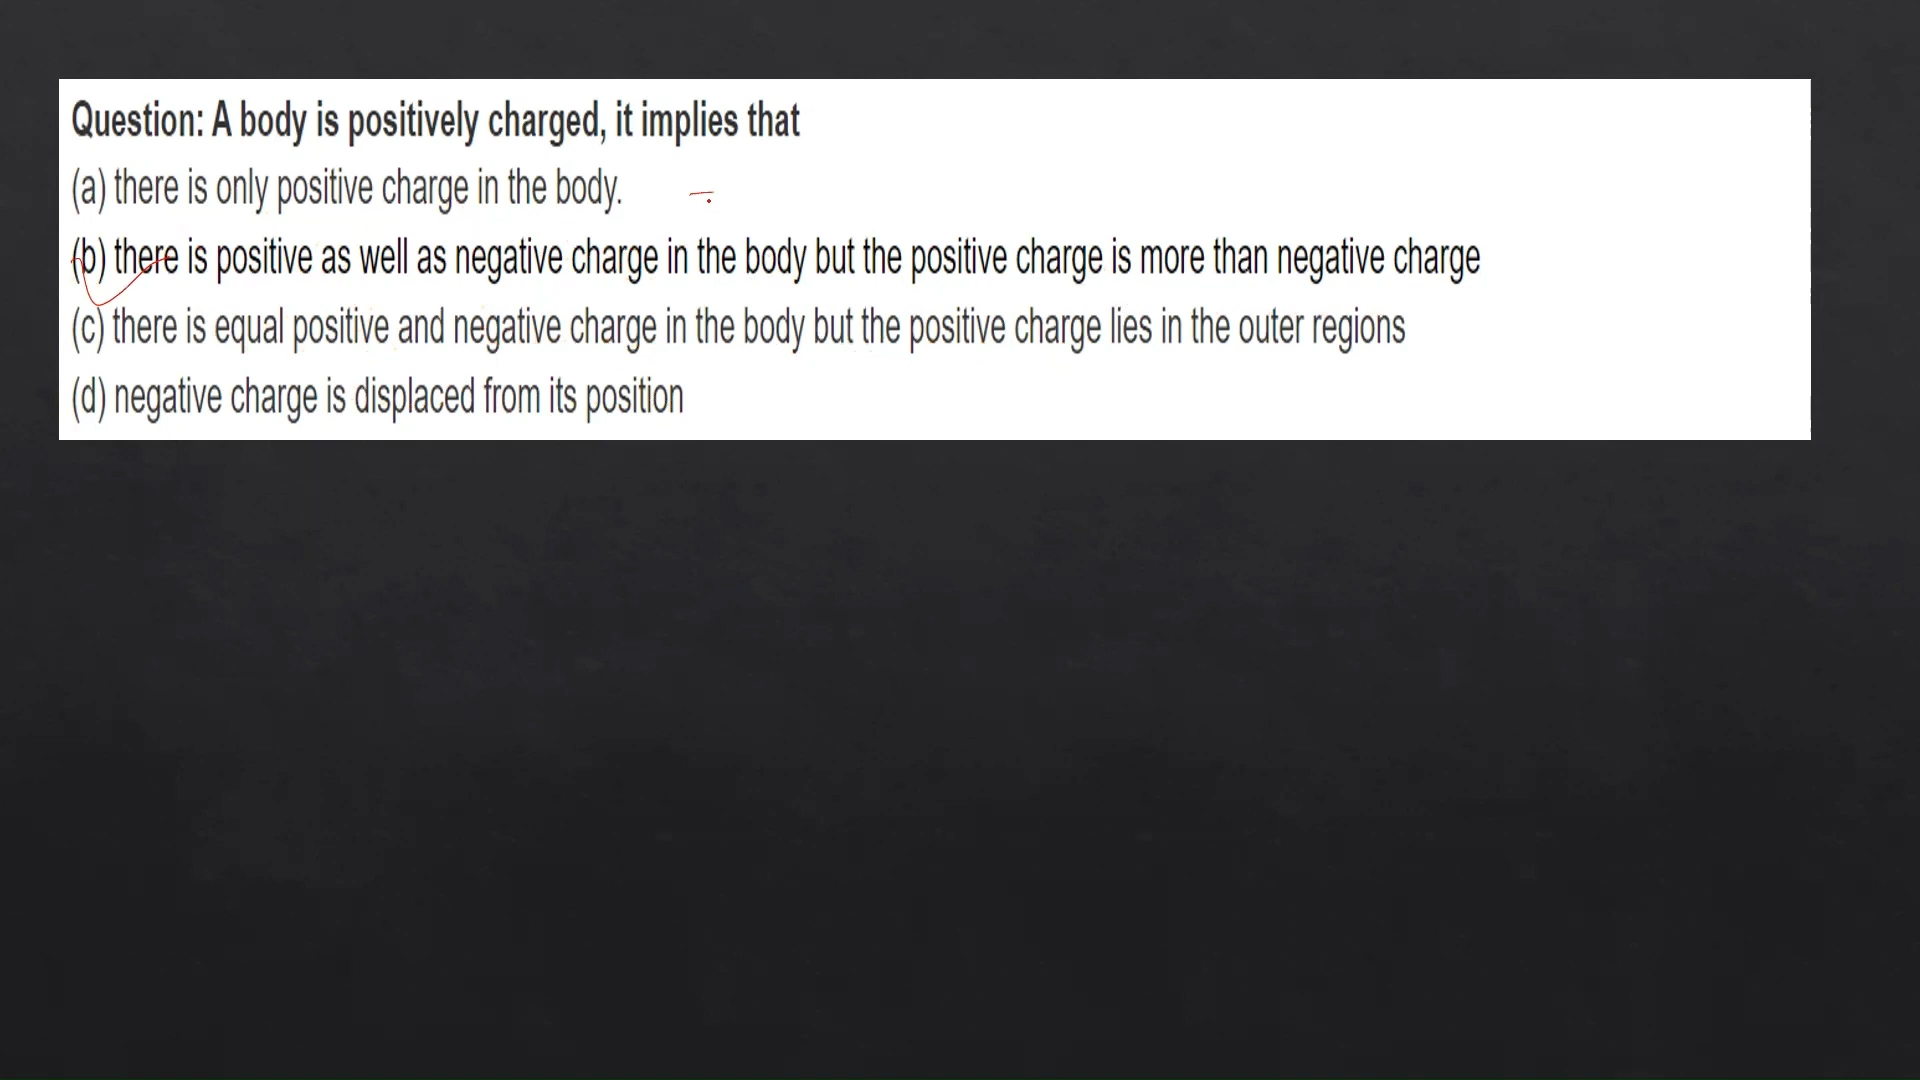 Question: A body is positively charged, it implies that
(a) there is only positive charge in the body.
(b) there is positive as well as negative charge in the body but the positive charge is more than negative charge
(c) there is equal positive and negative charge in the body but the positive charge lies in the outer regions
(d) negative charge is displaced from its position